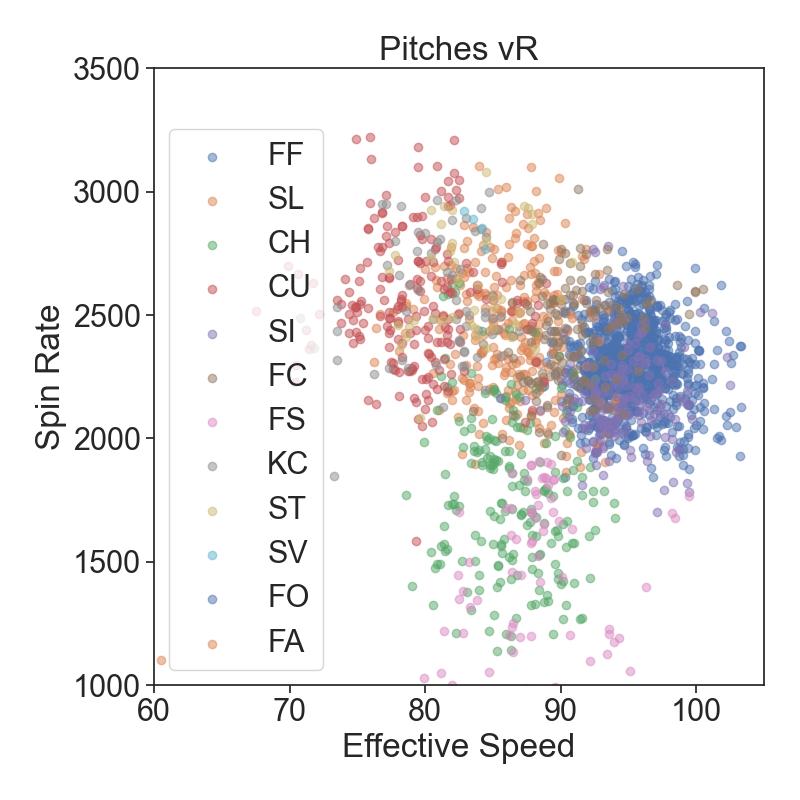 Pitches vR
3500
3000
2500
2000
1500
1000
Spin Rate
FF
SL
CH
CU
SI
FC
FS
KC
ST
SV
FO
FA
60
70
80
90
100
Effective Speed